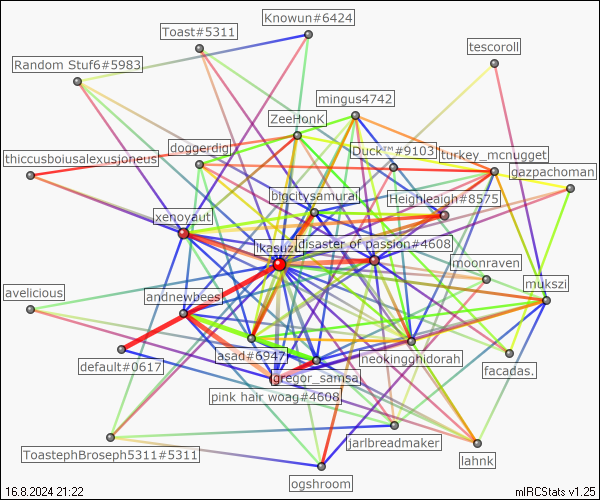 Knowun#6424
Toast#5311
tescoroll
Random Stuf6#5983
mingus4742
ZeeHonK
doggerdig
Duck™#9103
turkey_mcnugget
thiccusboiusalexusjoneus
gazpachoman
bigcitysamurai
Heighleaigh#8575
xenoyaut
ikasuzu
disaster of passion#4608
moonraven
mukszi
avelicious
andnewbees
asad#6947
neokingghidorah
default#0617
gregor_samsa
facadas.
pink hair woag#4608
jarlbreadmaker
ToastephBroseph5311#5311
lahnk
ogshroom
16.8.2024 21:22
mIRCStats v1.25